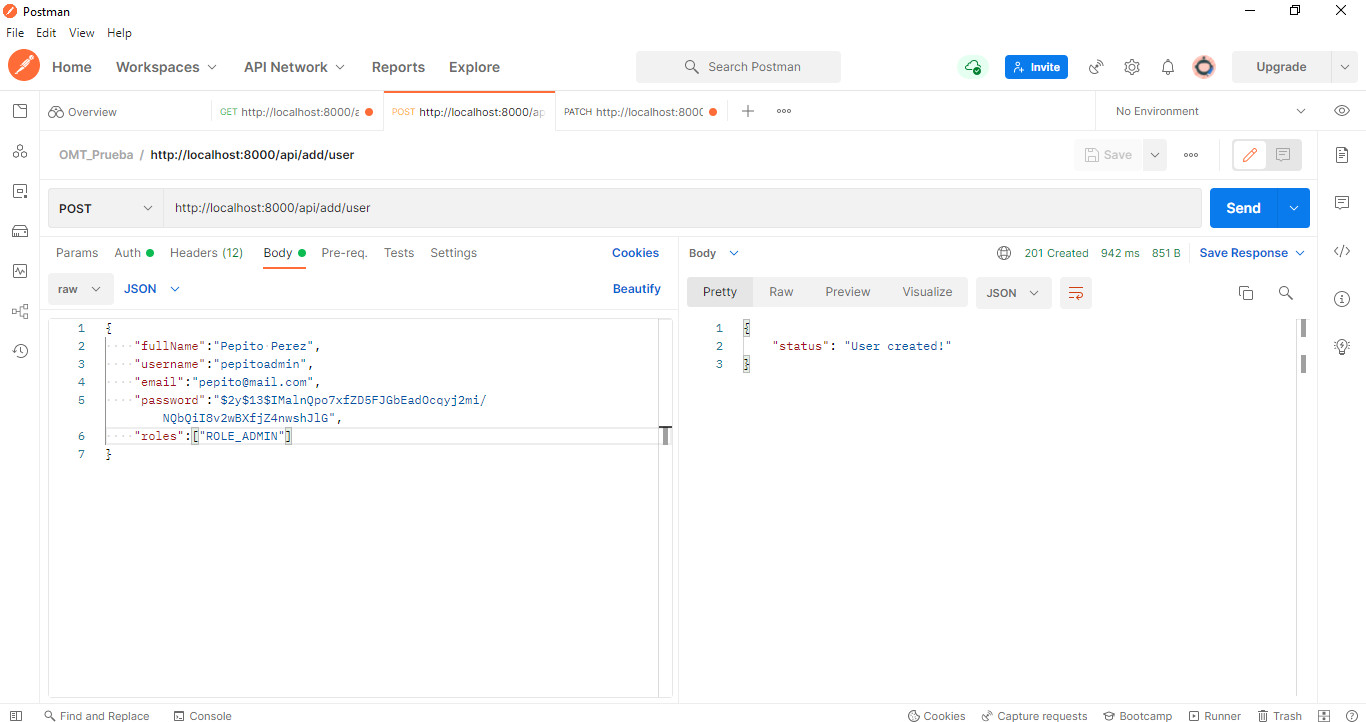 Postman
File Edit View Help
Home Workspaces API Network Reports Explore Search Postman Invite Upgrade
Overview GET http://localhost:8000/a POST http://localhost:8000/ap PATCH http://localhost:8000 No Environment
OMT_Prueba / http://localhost:8000/api/add/user Save
POST http://localhost:8000/api/add/user Send
Params Auth Headers (12) Body Pre-req. Tests Settings Cookies
raw JSON Beautify
1 {
2 "fullName":"Pepito Perez",
3 "username":"pepitoadmin",
4 "email":"pepito@mail.com",
5 "password":"$2y$13$IMalnQpo7xfZD5FJGbEadOcqyj2mi/
NQbQiI8v2wBXfjZ4nwshJlG",
6 "roles":["ROLE_ADMIN"]
7 }
Body 201 Created 942 ms 851 B Save Response
Pretty Raw Preview Visualize JSON
1 {
2 "status": "User created!"
3 }
Find and Replace Console Cookies Capture requests Bootcamp Runner Trash